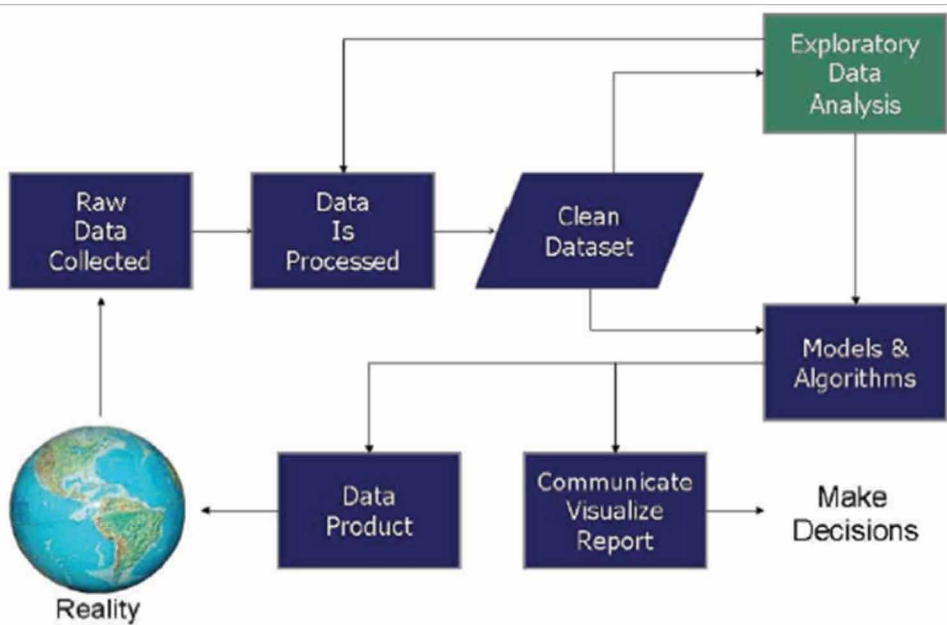 Exploratory
Data
Analysis
Raw
Data
Collected
Data
Is
Processed
Clean
Dataset
Models &
Algorithms
Data
Product
Communicate
Visualize
Report
Make
Decisions
Reality